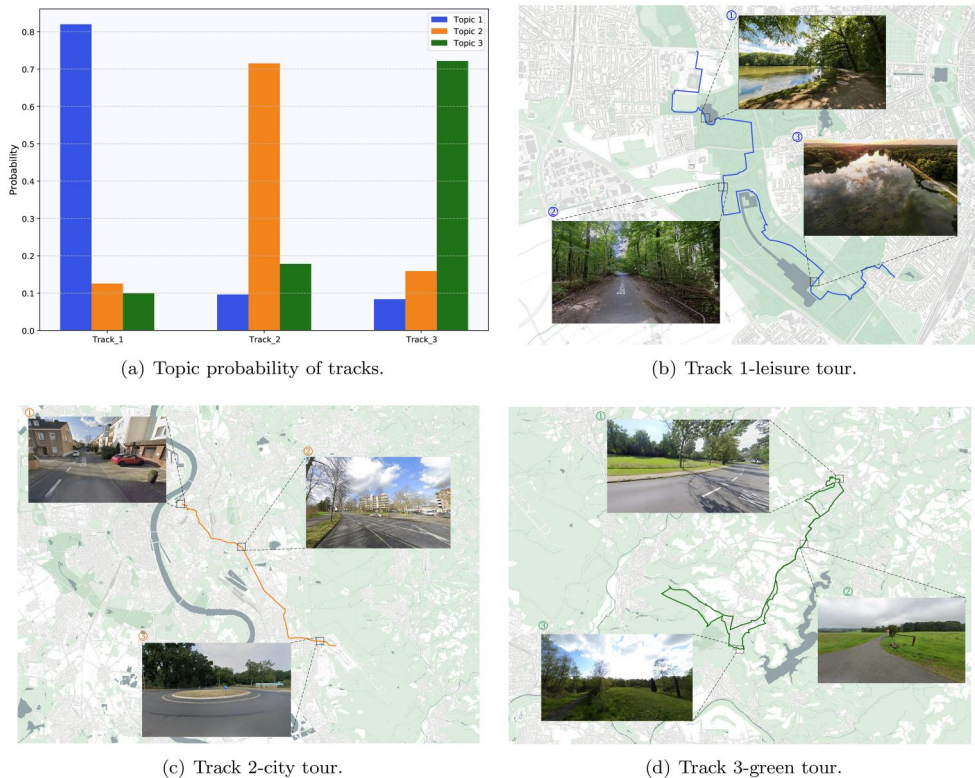 Topic 1
Topic 2
Topic 3
0.8
0.7
0.6
0.5
0.4
0.3
0.2
0.1
0.0
Probability
Track_1
Track_2
Track_3
(a) Topic probability of tracks.
①
③
②
(b) Track 1-leisure tour.
①
②
③
(c) Track 2-city tour.
①
②
③
(d) Track 3-green tour.